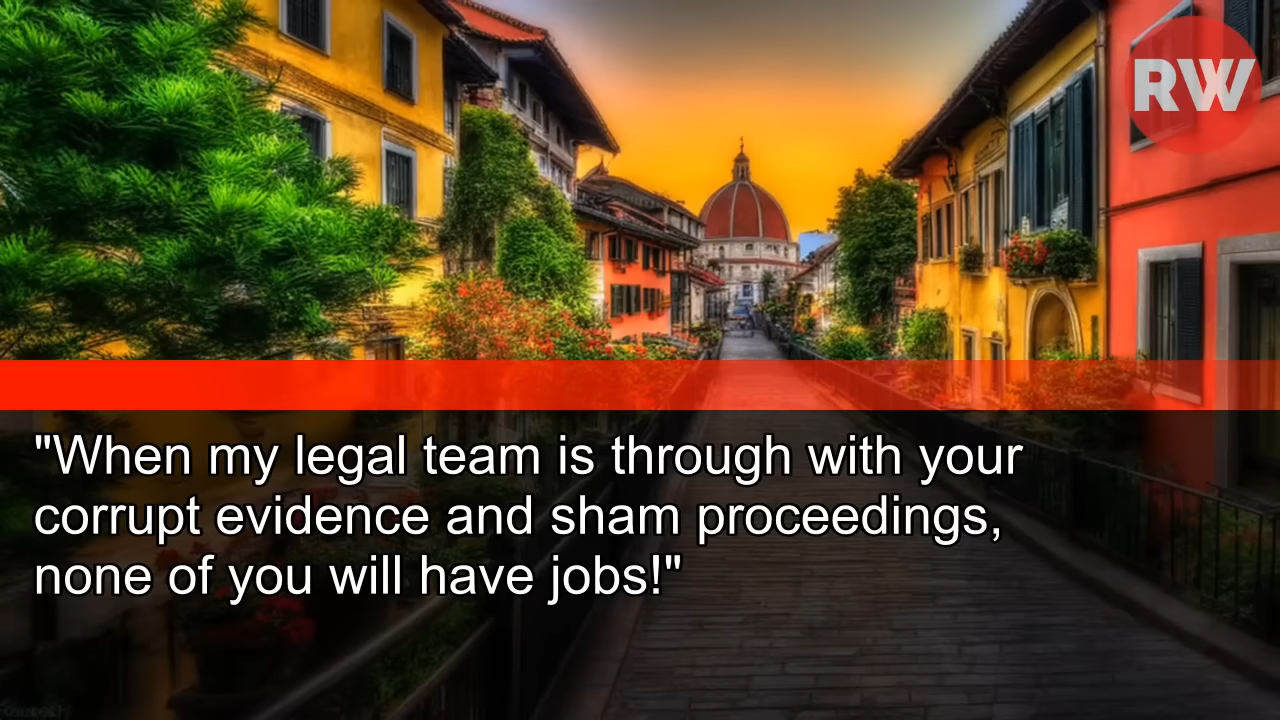 RW
"When my legal team is through with your
corrupt evidence and sham proceedings,
none of you will have jobs!"